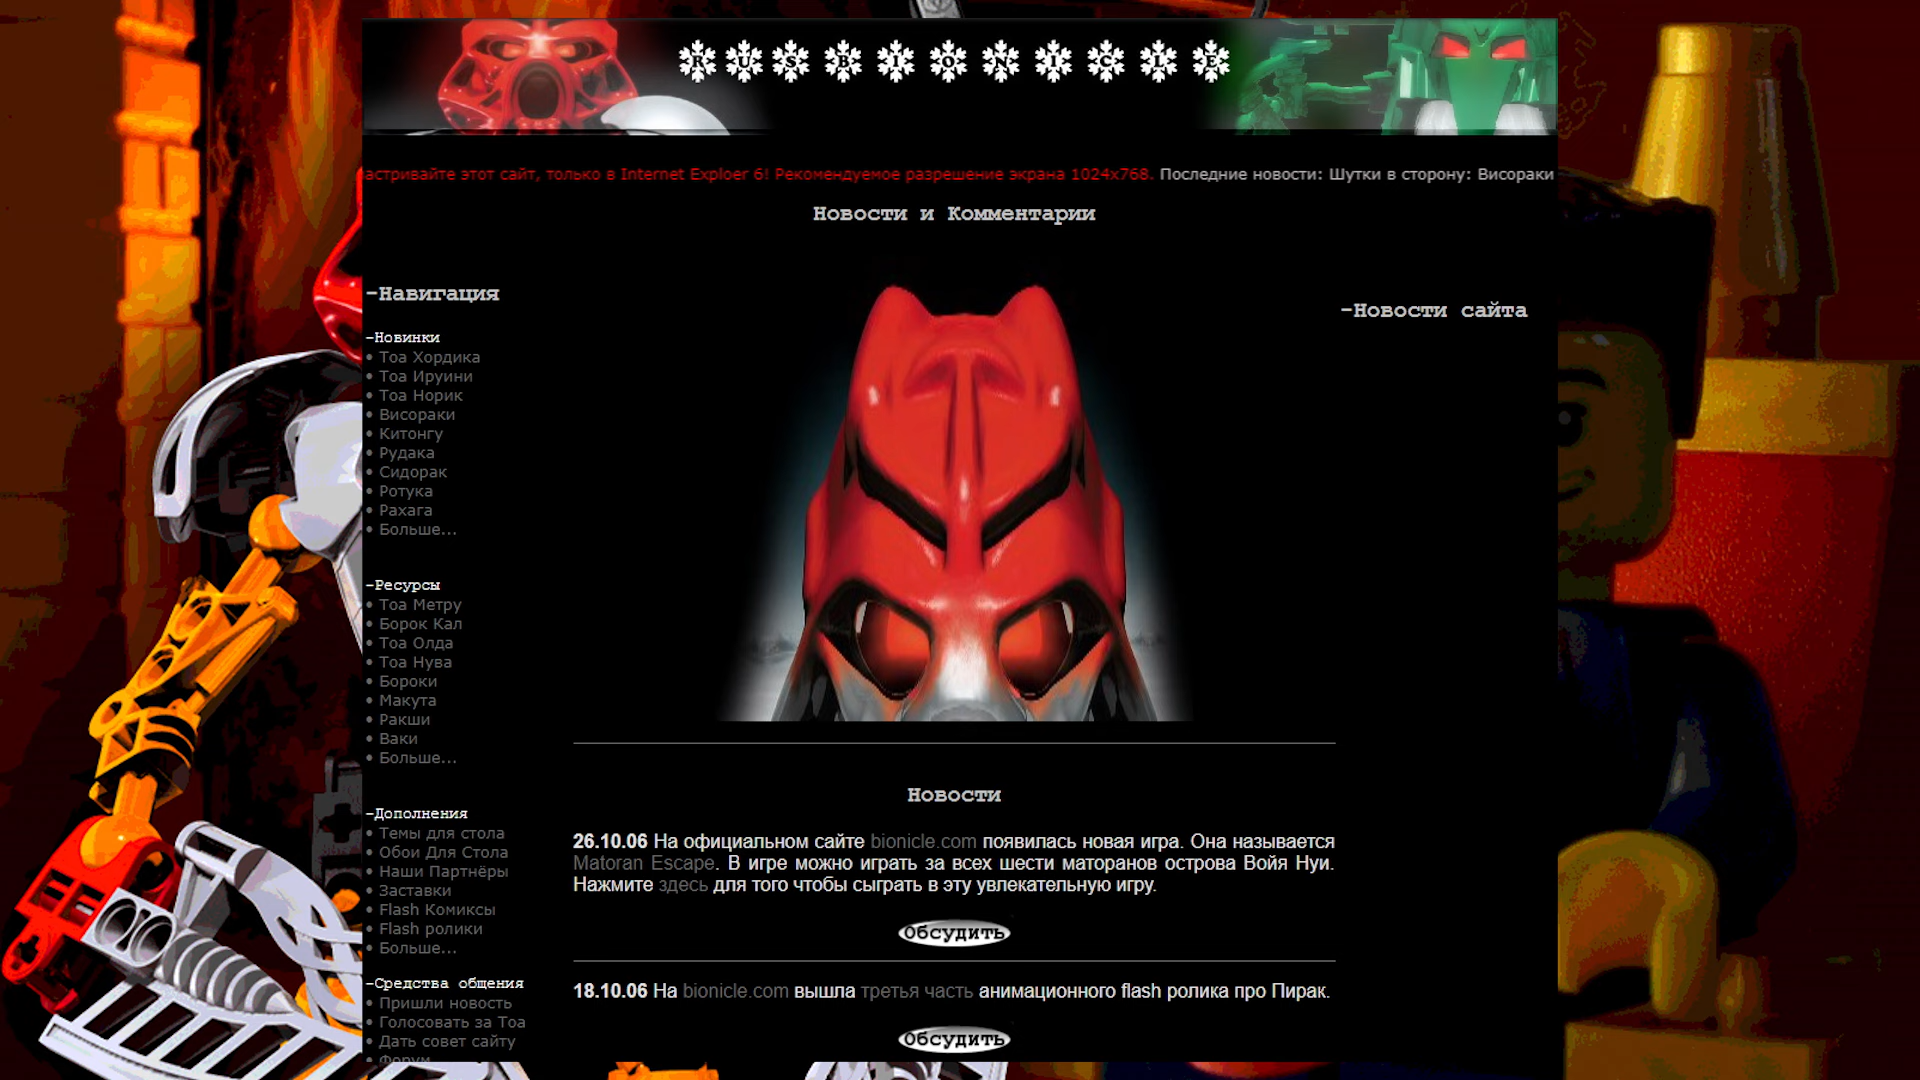 RUS BIONICLE
астривайте этот сайт, только в Internet Exploer 6! Рекомендуемое разрешение экрана 1024x768. Последние новости: Шутки в сторону: Висораки
Новости и Комментарии
-Навигация
-Новинки
• Тоа Хордика
• Тоа Ируини
• Тоа Норик
• Висораки
• Китонгу
• Рудака
• Сидорак
• Ротука
• Рахага
• Больше...
-Ресурсы
• Тоа Метру
• Борок Кал
• Тоа Олда
• Тоа Нува
• Бороки
• Макута
• Ракши
• Ваки
• Больше...
-Дополнения
• Темы для стола
• Обои Для Стола
• Наши Партнёры
• Заставки
• Flash Комиксы
• Flash ролики
• Больше...
-Средства общения
• Пришли новость
• Голосовать за Тоа
• Дать совет сайту
• Форум
Новости
26.10.06 На официальном сайте bionicle.com появилась новая игра. Она называется
Matoran Escape. В игре можно играть за всех шести маторанов острова Войя Нуи.
Нажмите здесь для того чтобы сыграть в эту увлекательную игру.
Обсудить
18.10.06 На bionicle.com вышла третья часть анимационного flash ролика про Пирак.
Обсудить
-Новости сайта